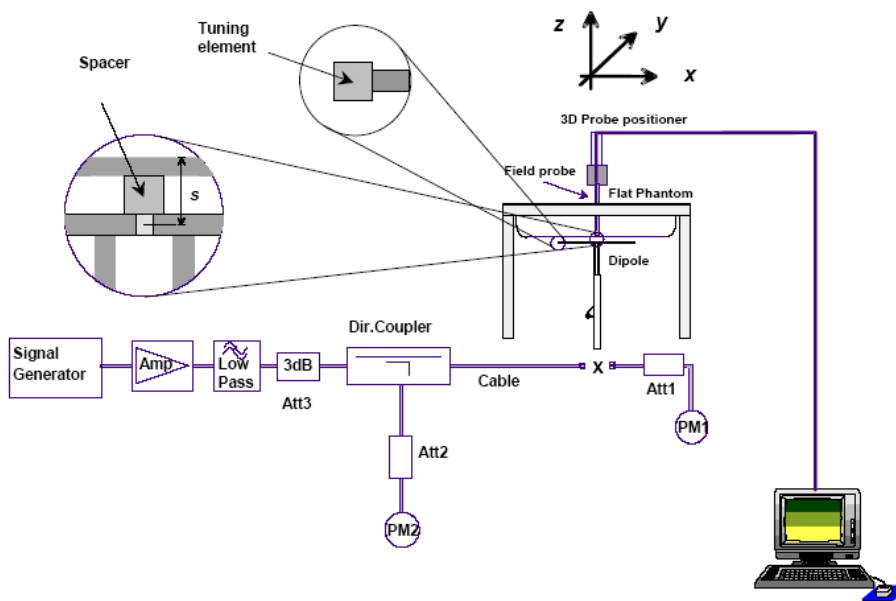 Tuning
element
Spacer
s
z
y
x
3D Probe positioner
Field probe
Flat Phantom
Dipole
Dir.Coupler
Signal
Generator
Amp
Low
Pass
3dB
Att3
Cable
X
Att1
PM1
Att2
PM2